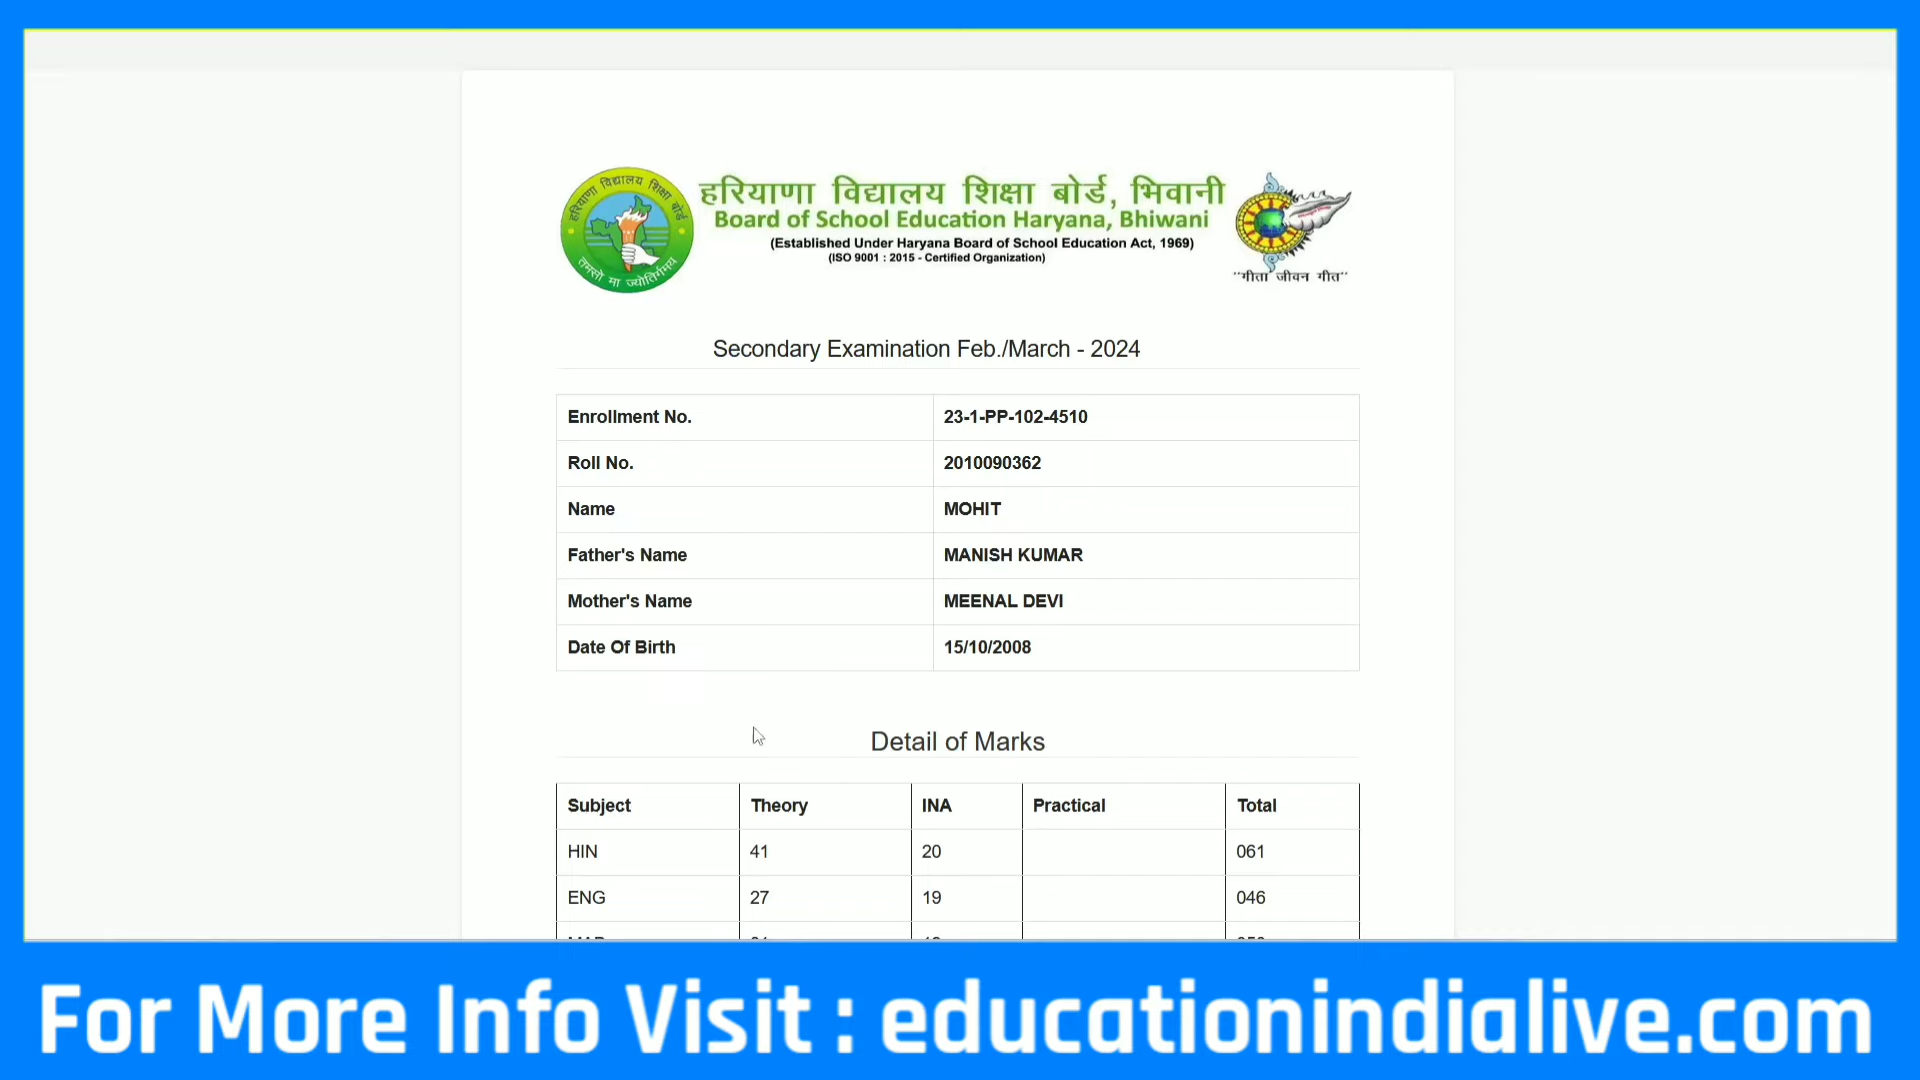 हरियाणा विद्यालय शिक्षा बोर्ड
तमसो मा ज्योतिर्गमय
हरियाणा विद्यालय शिक्षा बोर्ड, भिवानी
Board of School Education Haryana, Bhiwani
(Established Under Haryana Board of School Education Act, 1969)
(ISO 9001 : 2015 - Certified Organization)
"गीता जीवन गीत"
Secondary Examination Feb./March - 2024
Enrollment No. 23-1-PP-102-4510
Roll No. 2010090362
Name MOHIT
Father's Name MANISH KUMAR
Mother's Name MEENAL DEVI
Date Of Birth 15/10/2008
Detail of Marks
Subject Theory INA Practical Total
HIN 41 20 061
ENG 27 19 046
For More Info Visit : educationindialive.com